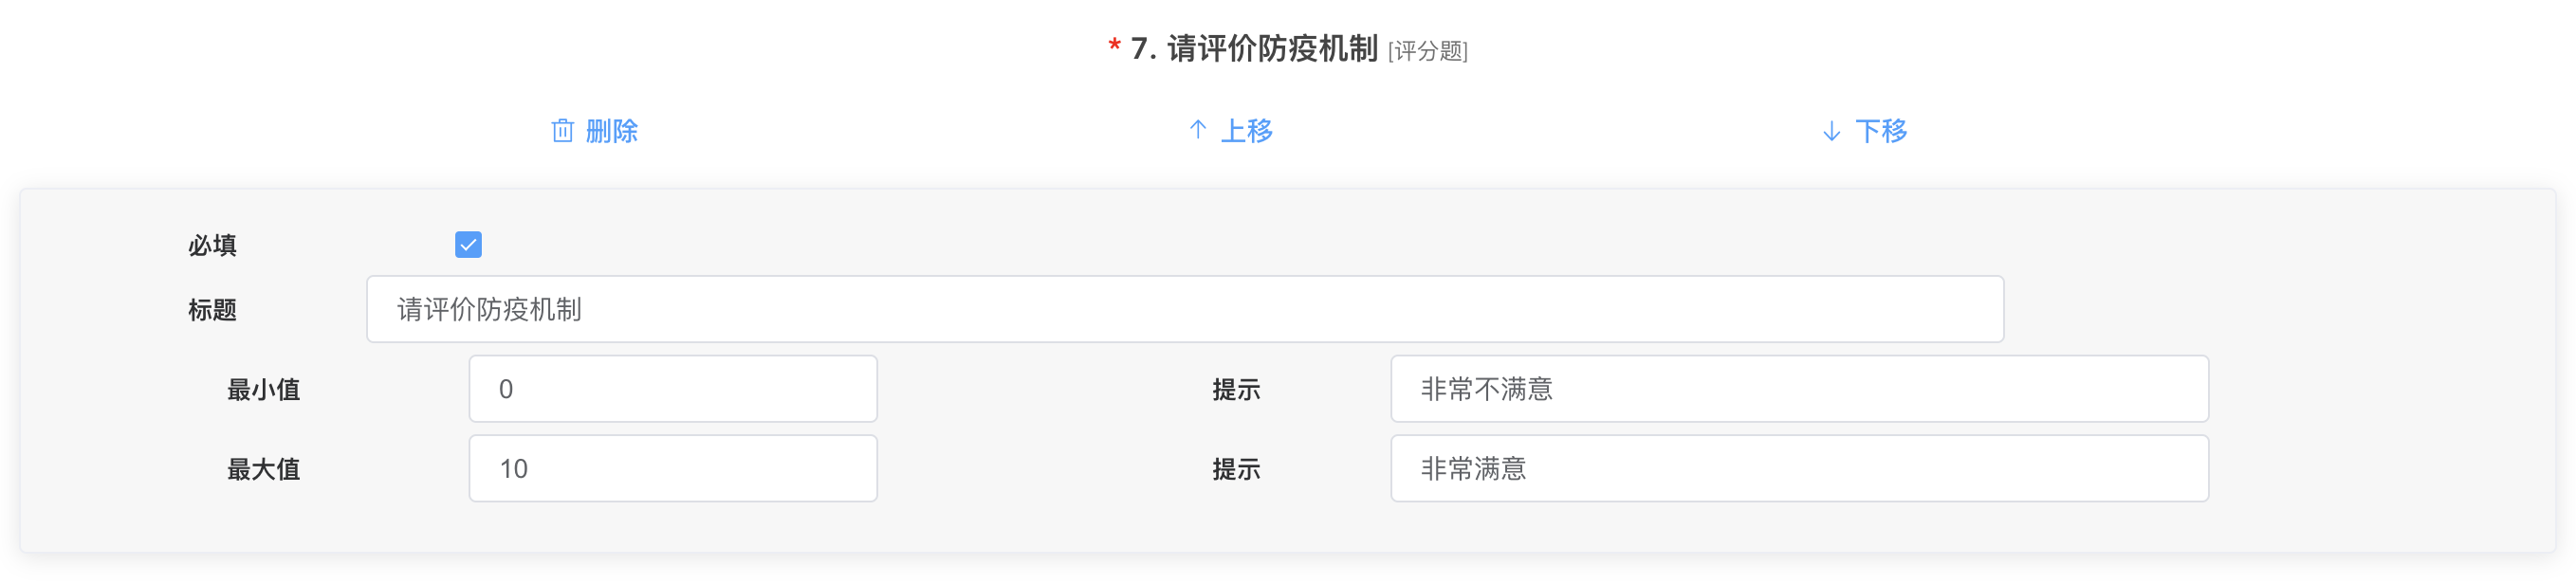 * 7. 请评价防疫机制 [评分题]
删除 上移 下移
必填
标题 请评价防疫机制
最小值 0 提示 非常不满意
最大值 10 提示 非常满意